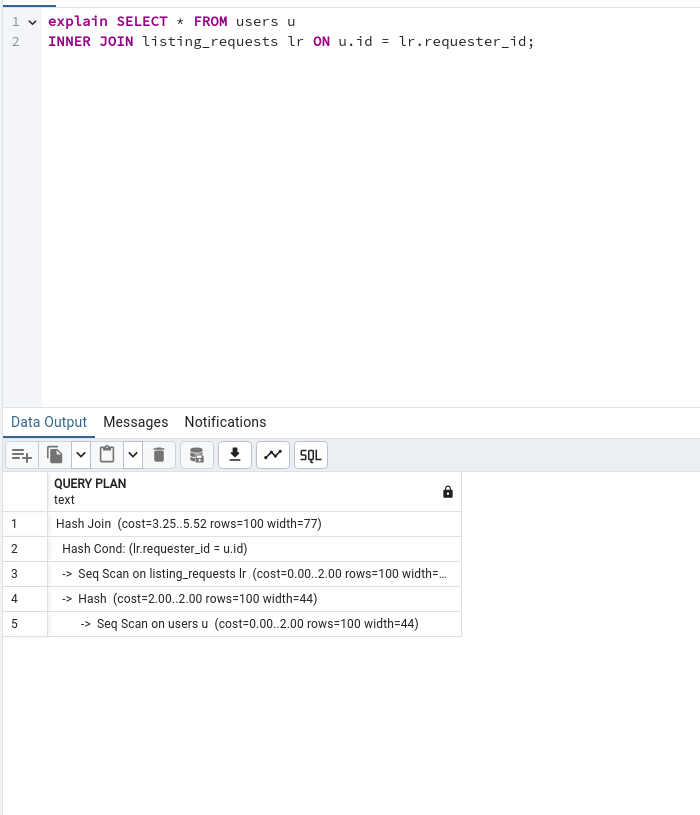 1 explain SELECT * FROM users u
2 INNER JOIN listing_requests lr ON u.id = lr.requester_id;
Data Output Messages Notifications
SQL
QUERY PLAN
text
1 Hash Join (cost=3.25..5.52 rows=100 width=77)
2 Hash Cond: (lr.requester_id = u.id)
3 -> Seq Scan on listing_requests lr (cost=0.00..2.00 rows=100 width=…
4 -> Hash (cost=2.00..2.00 rows=100 width=44)
5 -> Seq Scan on users u (cost=0.00..2.00 rows=100 width=44)